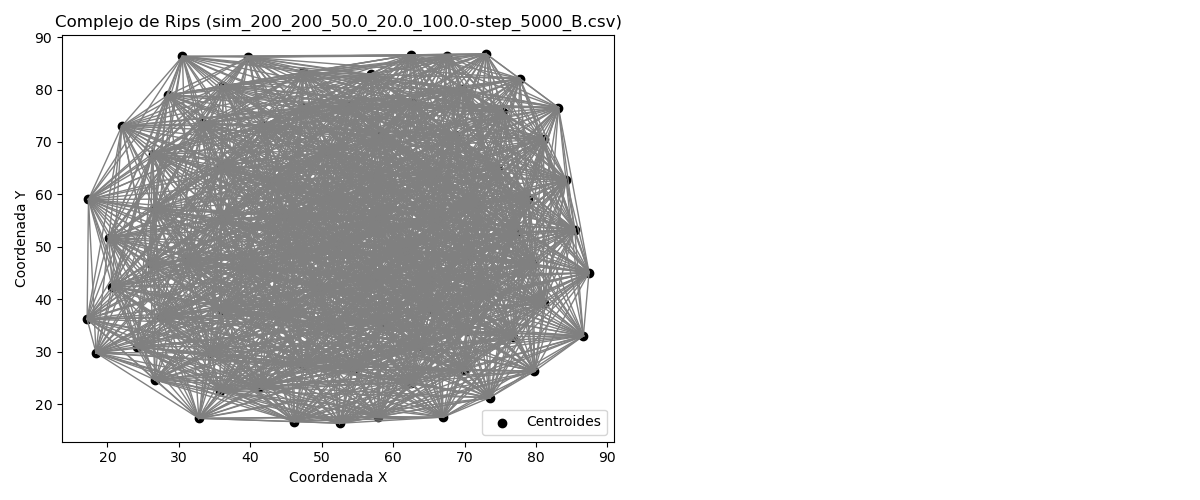 Complejo de Rips (sim_200_200_50.0_20.0_100.0-step_5000_B.csv)
90
80
70
60
50
40
30
20
Coordenada Y
Centroides
20 30 40 50 60 70 80 90
Coordenada X